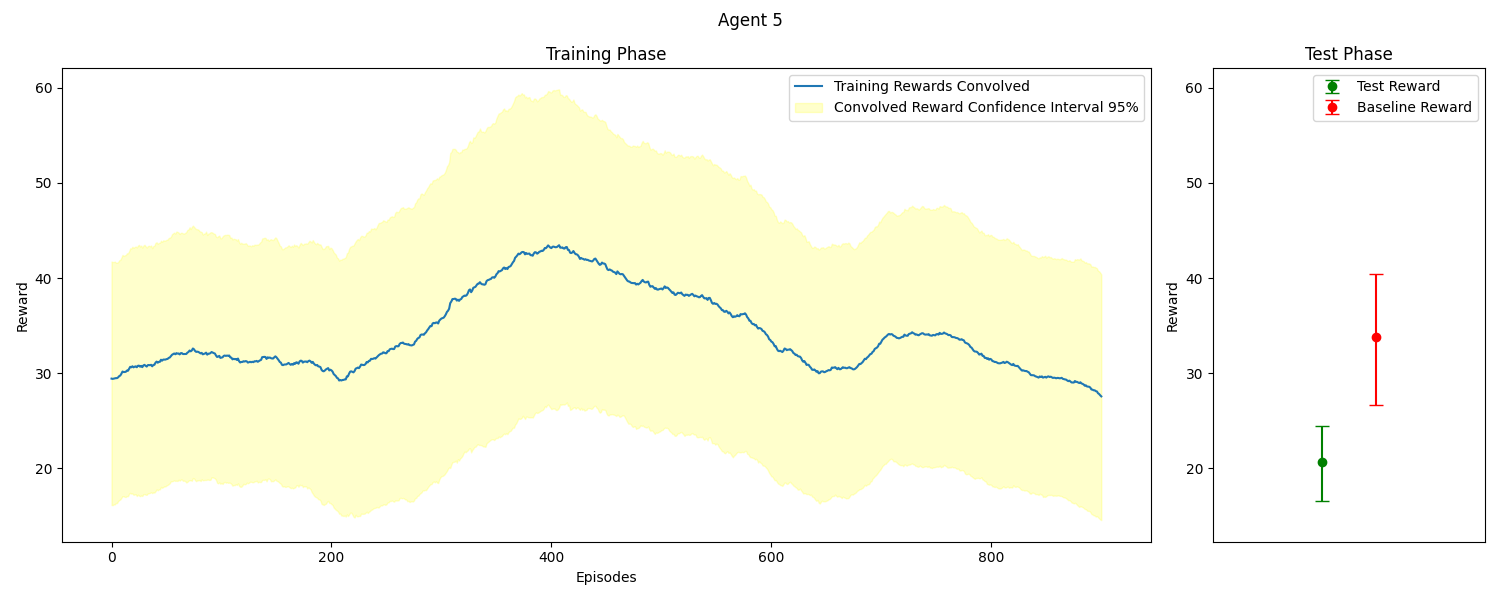 Agent 5
Training Phase
Training Rewards Convolved
Convolved Reward Confidence Interval 95%
Reward
60
50
40
30
20
0
200
400
600
800
Episodes
Test Phase
Test Reward
Baseline Reward
Reward
60
50
40
30
20